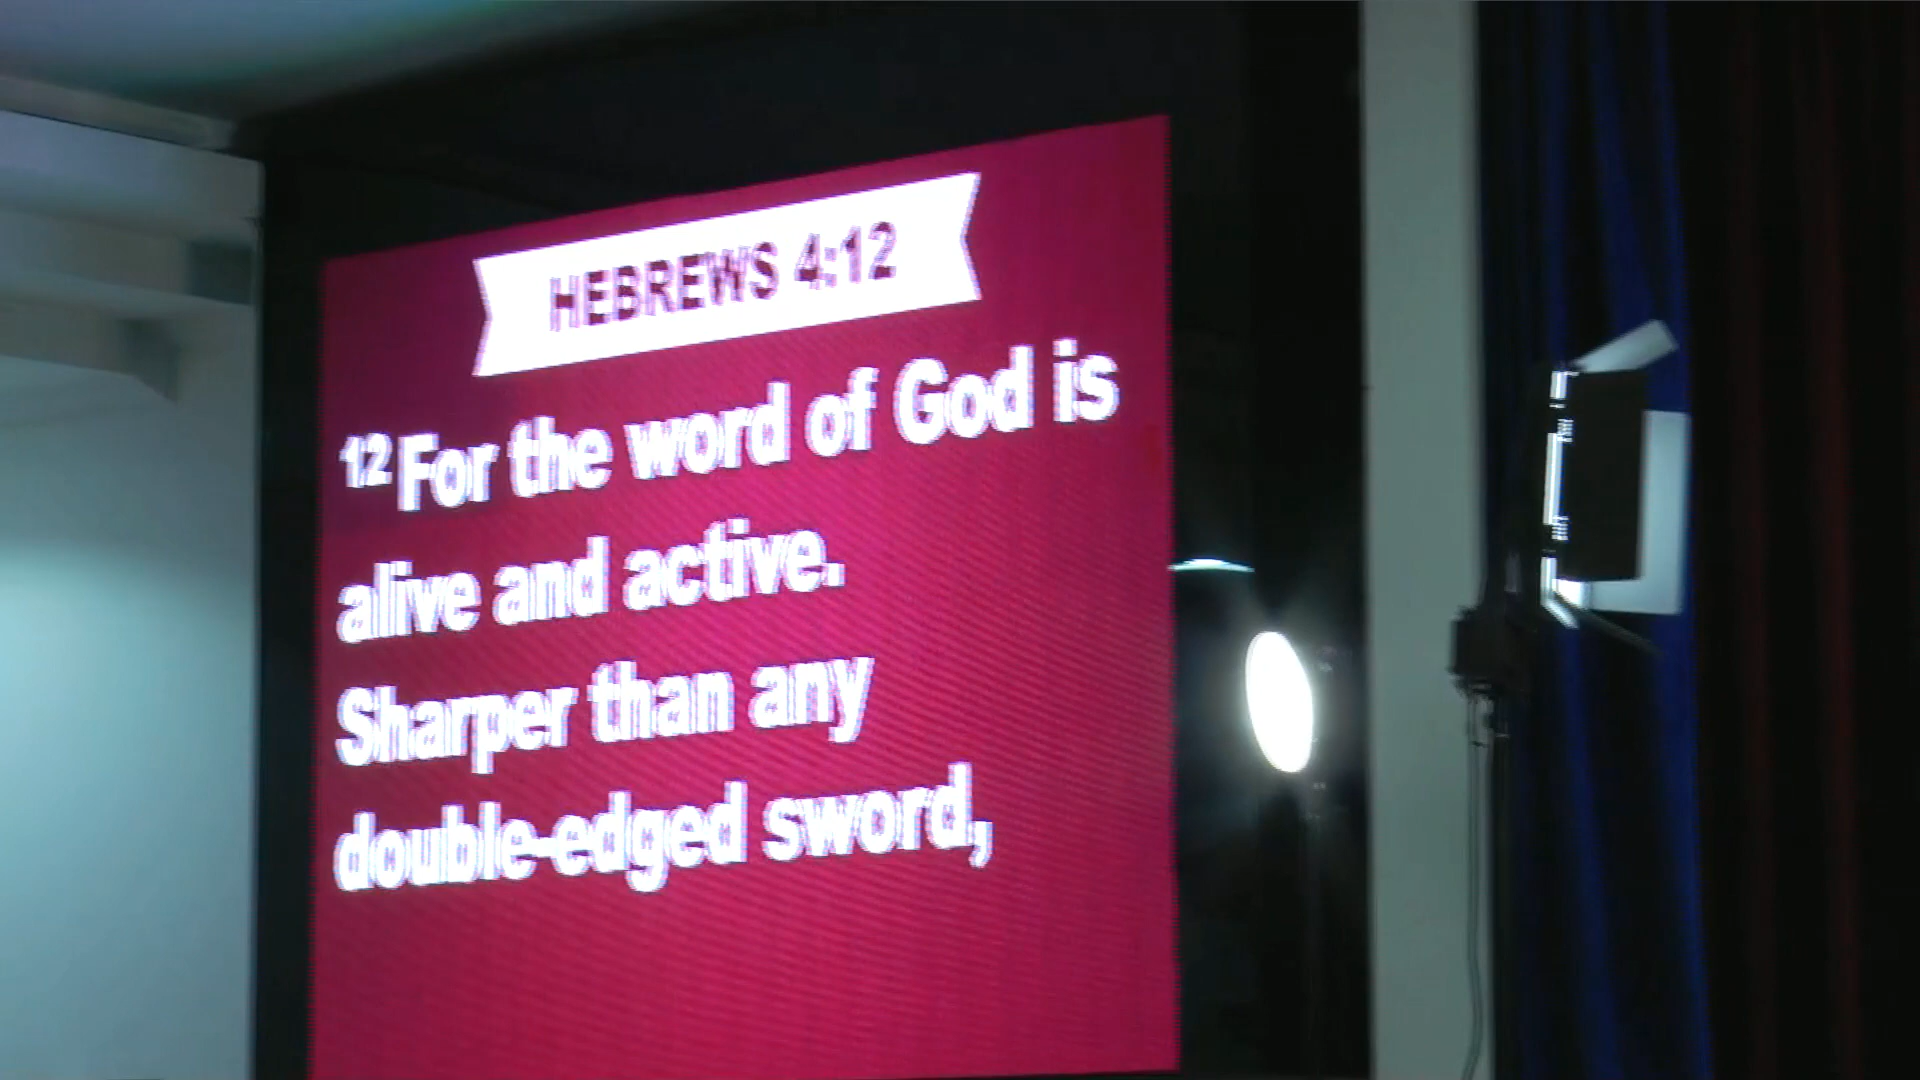 HEBREWS 4:12
12 For the word of God is
alive and active.
Sharper than any
double-edged sword,